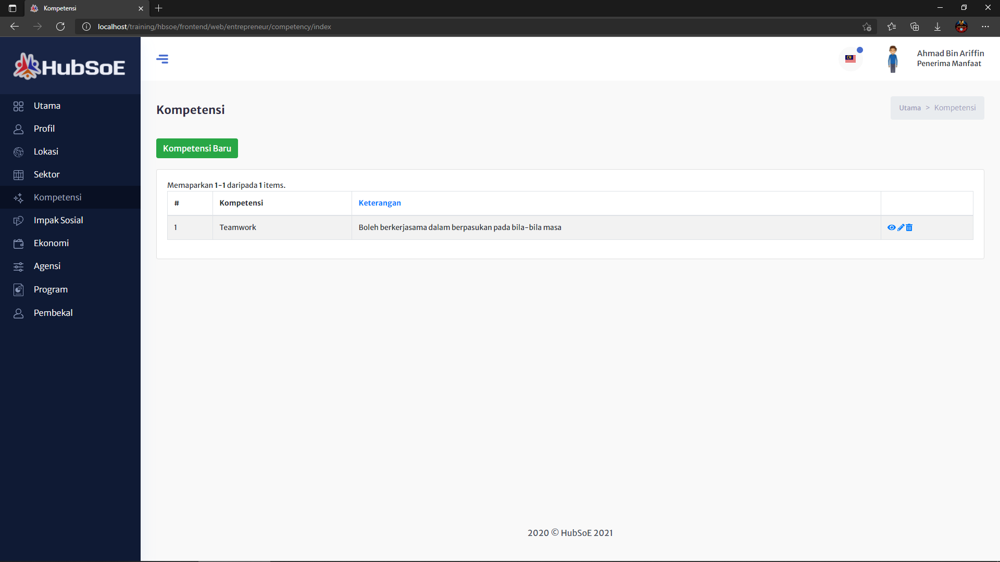 Kompetensi
localhost/training/hbsoe/frontend/web/entrepreneur/competency/index
HubSoE
Ahmad Bin Ariffin
Penerima Manfaat
Utama
Profil
Lokasi
Sektor
Kompetensi
Impak Sosial
Ekonomi
Agensi
Program
Pembekal
Kompetensi
Utama > Kompetensi
Kompetensi Baru
Memaparkan 1-1 daripada 1 items.
# Kompetensi Keterangan
1 Teamwork Boleh berkerjasama dalam berpasukan pada bila-bila masa
2020 © HubSoE 2021